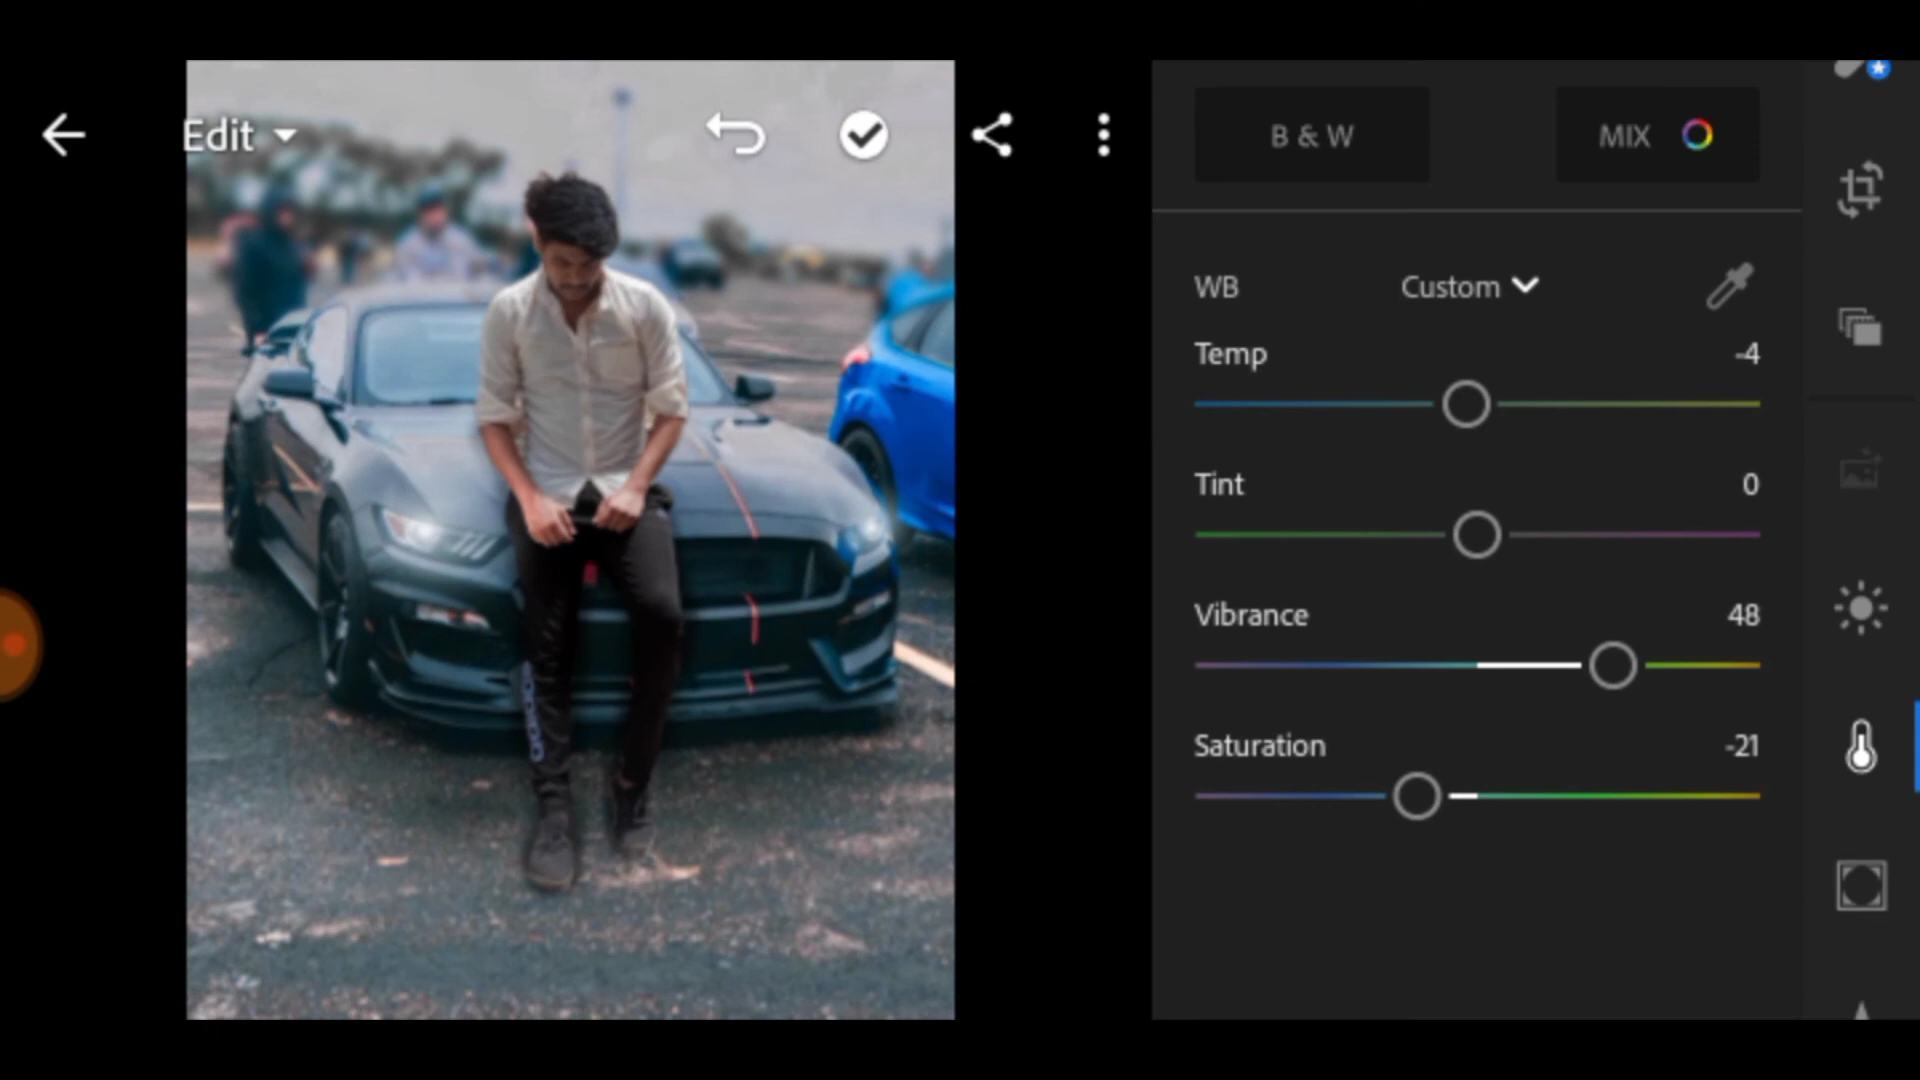 Edit
B & W
MIX
WB
Custom
Temp
-4
Tint
0
Vibrance
48
Saturation
-21